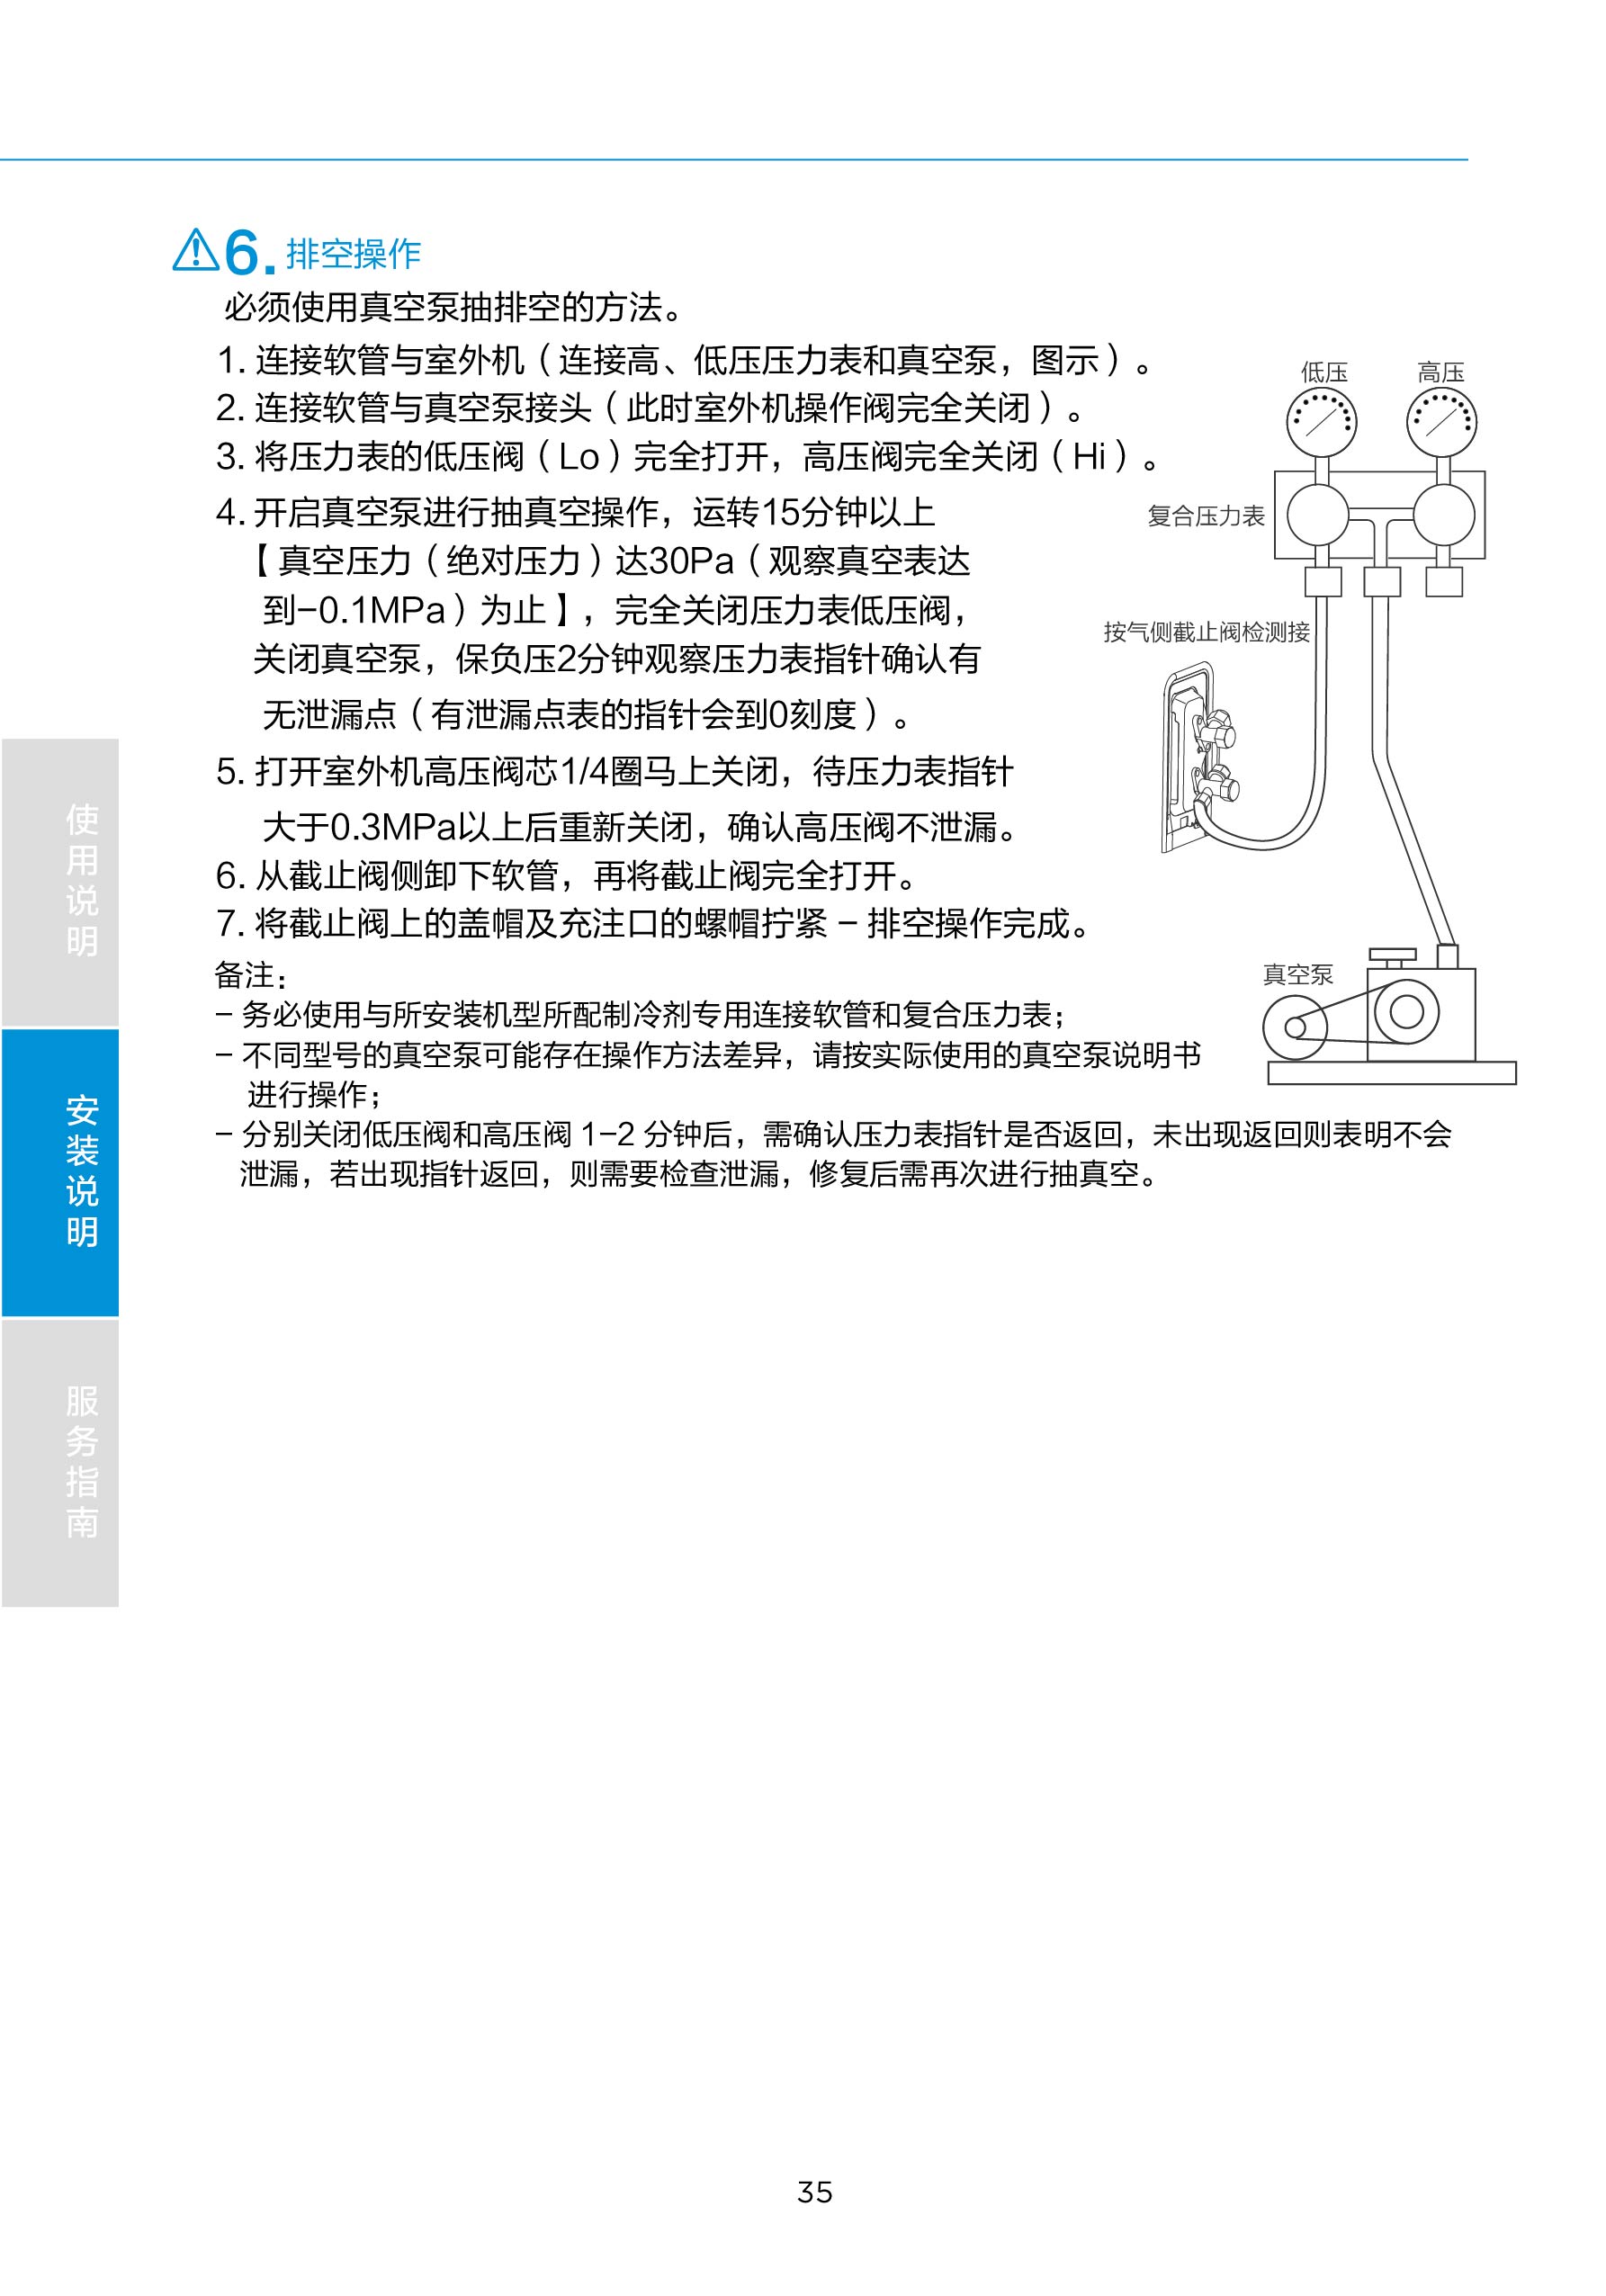 6. 排空操作
必须使用真空泵抽排空的方法。
1. 连接软管与室外机（连接高、低压压力表和真空泵，图示）。
2. 连接软管与真空泵接头（此时室外机操作阀完全关闭）。
3. 将压力表的低压阀（Lo）完全打开，高压阀完全关闭（Hi）。
4. 开启真空泵进行抽真空操作，运转15分钟以上
【真空压力（绝对压力）达30Pa（观察真空表达
到-0.1MPa）为止】，完全关闭压力表低压阀，
关闭真空泵，保负压2分钟观察压力表指针确认有
无泄漏点（有泄漏点表的指针会到0刻度）。
5. 打开室外机高压阀芯1/4圈马上关闭，待压力表指针
大于0.3MPa以上后重新关闭，确认高压阀不泄漏。
6. 从截止阀侧卸下软管，再将截止阀完全打开。
7. 将截止阀上的盖帽及充注口的螺帽拧紧 – 排空操作完成。
备注：
– 务必使用与所安装机型所配制冷剂专用连接软管和复合压力表；
– 不同型号的真空泵可能存在操作方法差异，请按实际使用的真空泵说明书
进行操作；
– 分别关闭低压阀和高压阀 1–2 分钟后，需确认压力表指针是否返回，未出现返回则表明不会
泄漏，若出现指针返回，则需要检查泄漏，修复后需再次进行抽真空。
低压
高压
复合压力表
按气侧截止阀检测接
真空泵
使用说明
安装说明
服务指南
35